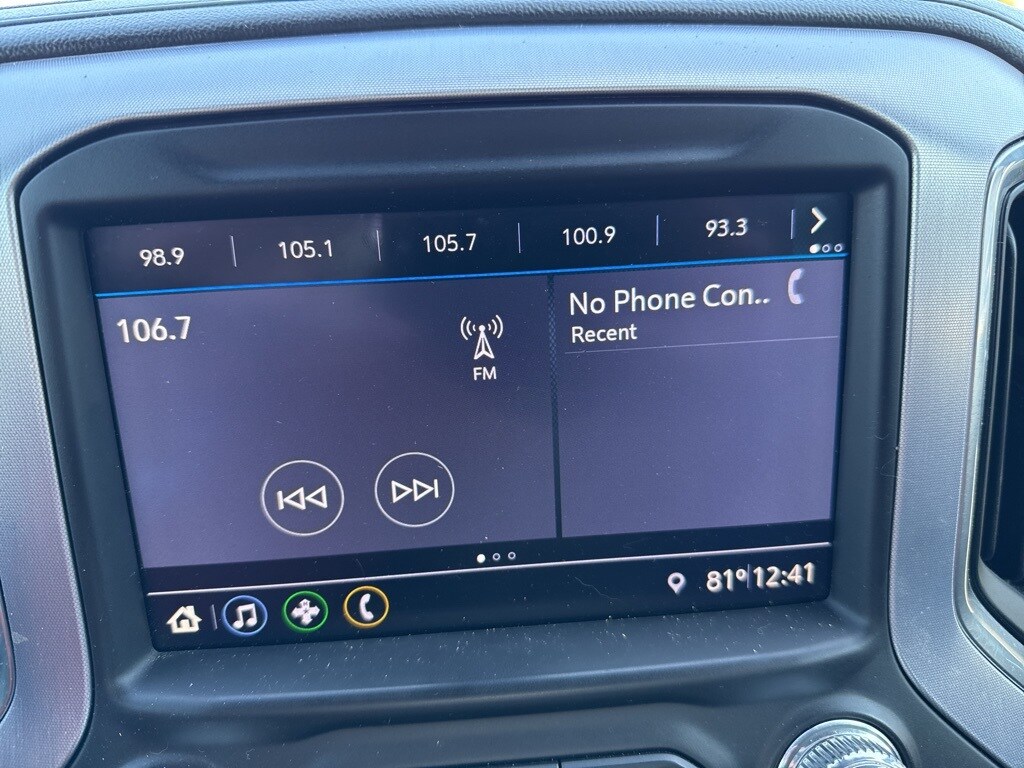 98.9 105.1 105.7 100.9 93.3
106.7
FM
No Phone Con..
Recent
81° 12:41